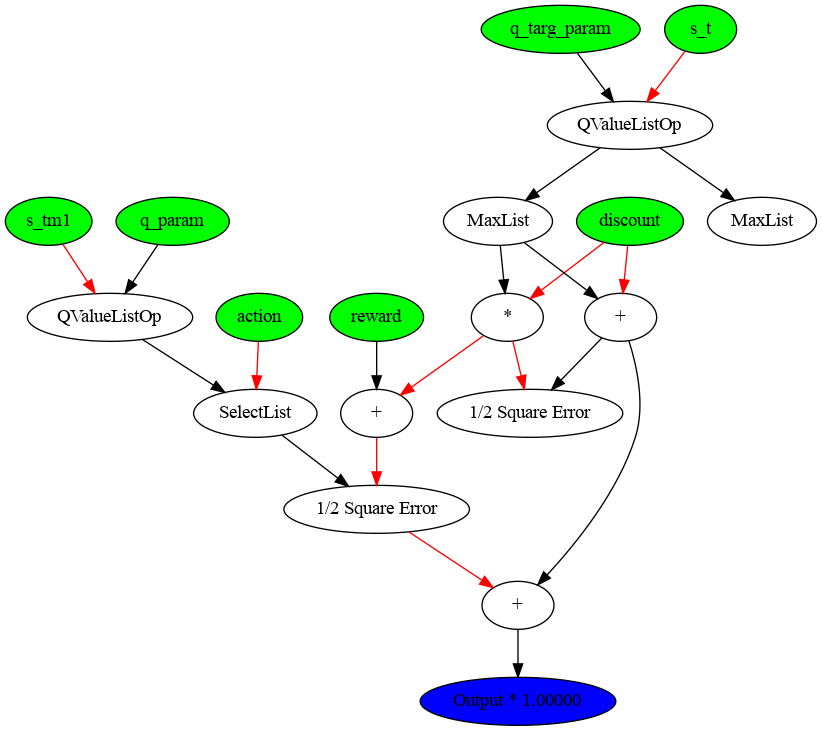 q_targ_param
s_t
QValueListOp
s_tm1
q_param
MaxList
discount
MaxList
QValueListOp
action
reward
*
+
SelectList
+
1/2 Square Error
1/2 Square Error
+
Output * 1.00000